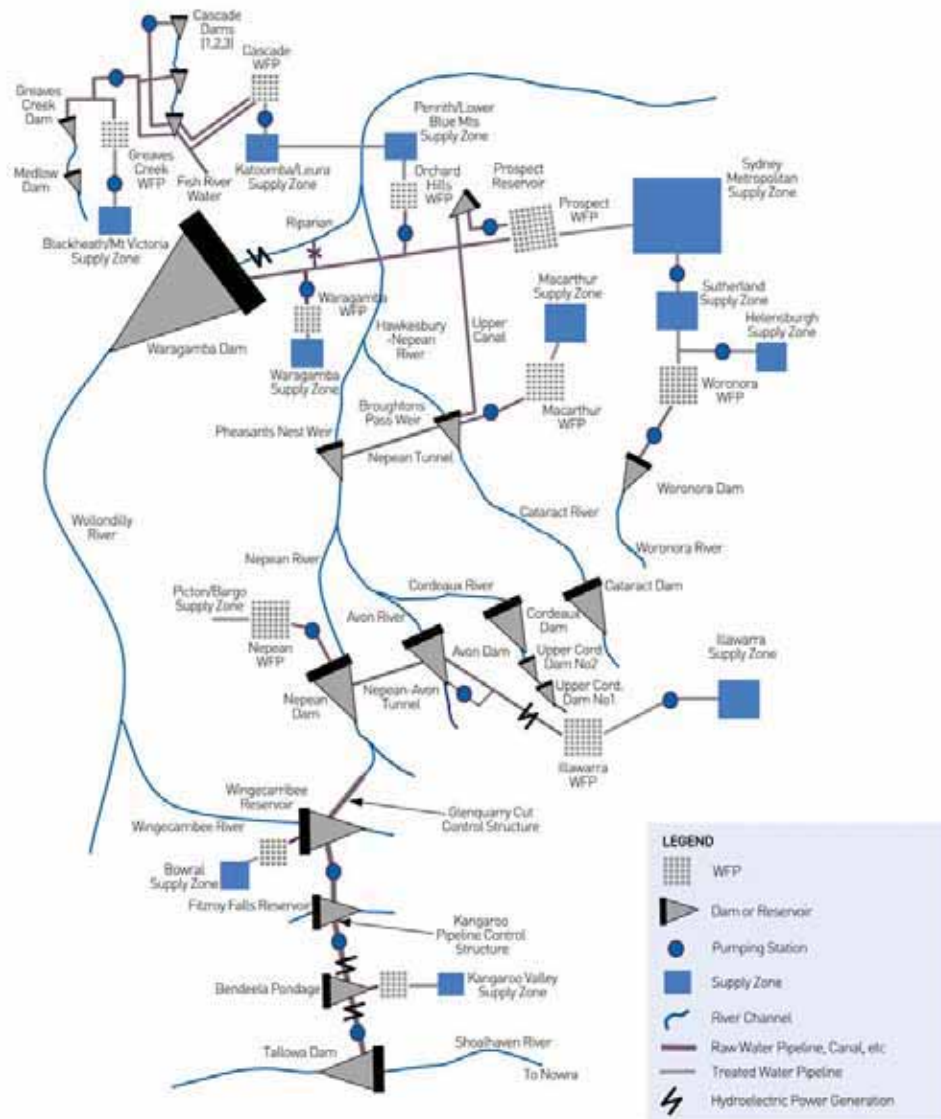 Cascade
Dams
[1,2,3]
Cascade
WFP
Greaves
Creek
Dam
Greaves
Creek
WFP
Medlow
Dam
Fish River
Water
Katoomba/Leura
Supply Zone
Penrith/Lower
Blue Mts
Supply Zone
Orchard
Hills
WFP
Prospect
Reservoir
Prospect
WFP
Sydney
Metropolitan
Supply Zone
Blackheath/Mt Victoria
Supply Zone
Riparian
Waragamba
WFP
Waragamba Dam
Waragamba
Supply Zone
Hawkesbury
-Nepean
River
Upper
Canal
Macarthur
Supply Zone
Sutherland
Supply Zone
Helensburgh
Supply Zone
Woronora
WFP
Broughtons
Pass Weir
Macarthur
WFP
Pheasants Nest Weir
Nepean Tunnel
Woronora Dam
Cataract River
Woronora River
Wollondilly
River
Nepean River
Cordeaux River
Cataract Dam
Picton/Bargo
Supply Zone
Avon River
Cordeaux
Dam
Nepean
WFP
Avon Dam
Upper Cord.
Dam No2
Illawarra
Supply Zone
Nepean
Dam
Nepean-Avon
Tunnel
Upper Cord.
Dam No1
Illawarra
WFP
Wingecarribee
Reservoir
Wingecarribee River
Glenquarry Cut
Control Structure
Bowral
Supply Zone
Fitzroy Falls Reservoir
Kangaroo
Pipeline Control
Structure
Bendeela Pondage
Kangaroo Valley
Supply Zone
Tallowa Dam
Shoalhaven River
To Nowra
LEGEND
WFP
Dam or Reservoir
Pumping Station
Supply Zone
River Channel
Raw Water Pipeline, Canal, etc
Treated Water Pipeline
Hydroelectric Power Generation